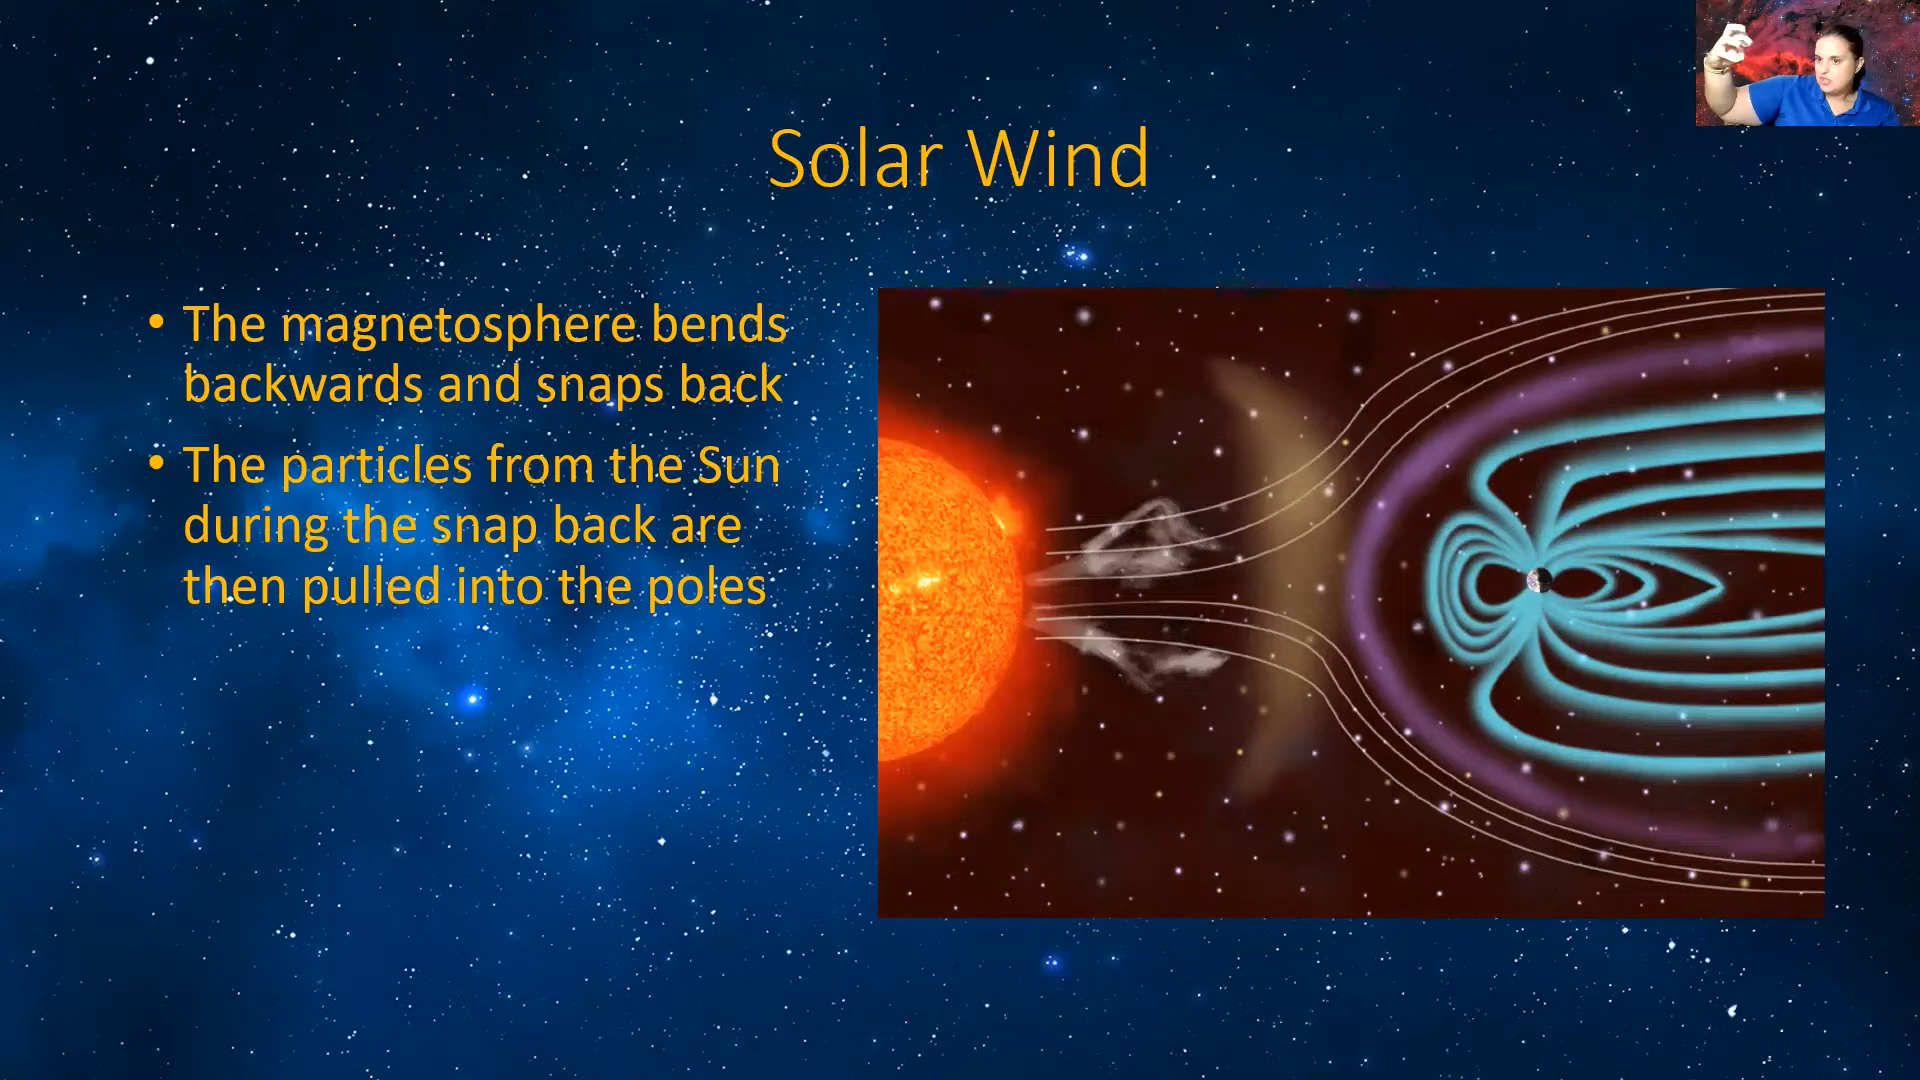 Solar Wind
• The magnetosphere bends
backwards and snaps back
• The particles from the Sun
during the snap back are
then pulled into the poles